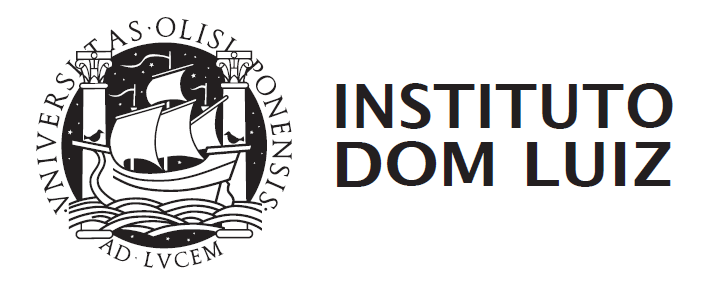 ·VNIVERSITAS·OLISIPONENSIS·
AD·LVCEM
INSTITUTO
DOM LUIZ